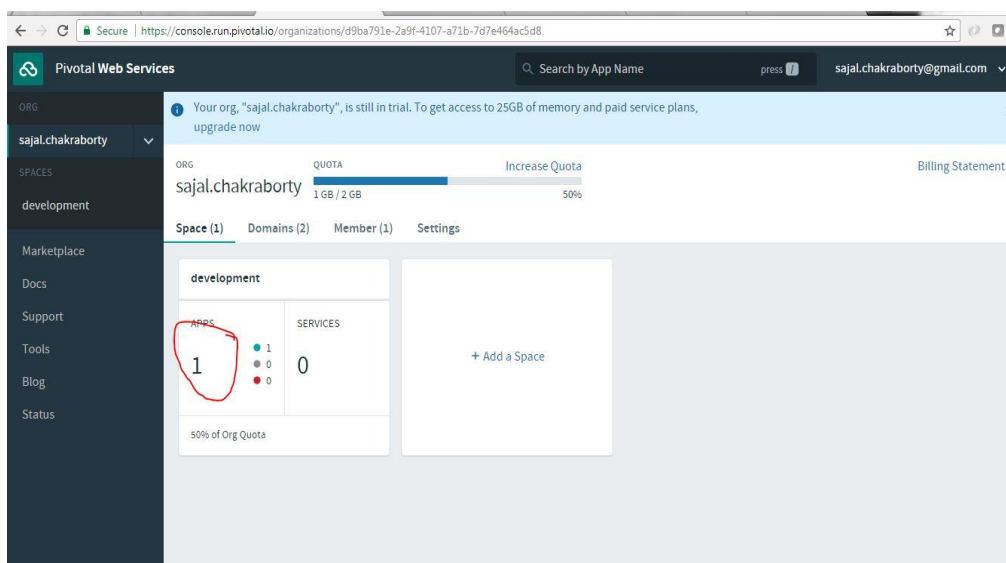 Secure https://console.run.pivotal.io/organizations/d9ba791e-2a9f-4107-a71b-7d7e464ac5d8
Pivotal Web Services
Search by App Name
press /
sajal.chakraborty@gmail.com
ORG
sajal.chakraborty
SPACES
development
Marketplace
Docs
Support
Tools
Blog
Status
Your org, "sajal.chakraborty", is still in trial. To get access to 25GB of memory and paid service plans,
upgrade now
ORG
sajal.chakraborty
QUOTA
Increase Quota
1 GB / 2 GB
50%
Billing Statement
Space (1) Domains (2) Member (1) Settings
development
APPS
1
1
0
0
SERVICES
0
50% of Org Quota
+ Add a Space